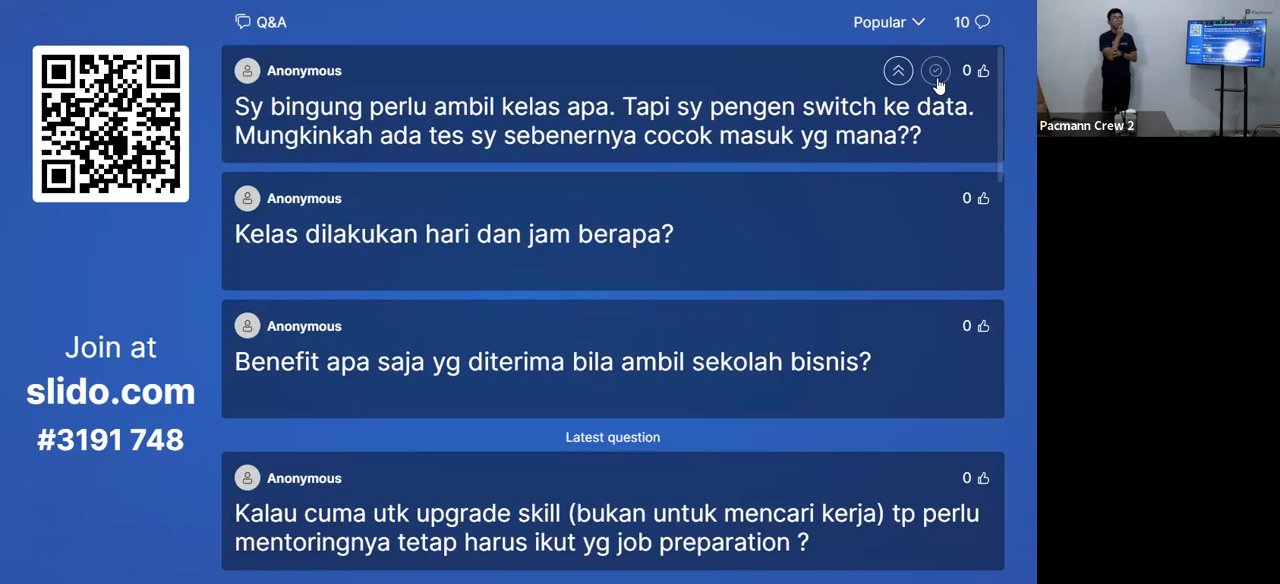 Q&A
Popular
10
Anonymous
0
Sy bingung perlu ambil kelas apa. Tapi sy pengen switch ke data.
Mungkinkah ada tes sy sebenernya cocok masuk yg mana??
Anonymous
0
Kelas dilakukan hari dan jam berapa?
Anonymous
0
Benefit apa saja yg diterima bila ambil sekolah bisnis?
Latest question
Anonymous
0
Kalau cuma utk upgrade skill (bukan untuk mencari kerja) tp perlu
mentoringnya tetap harus ikut yg job preparation ?
Join at
slido.com
#3191 748
Pacmann
Pacmann Crew 2